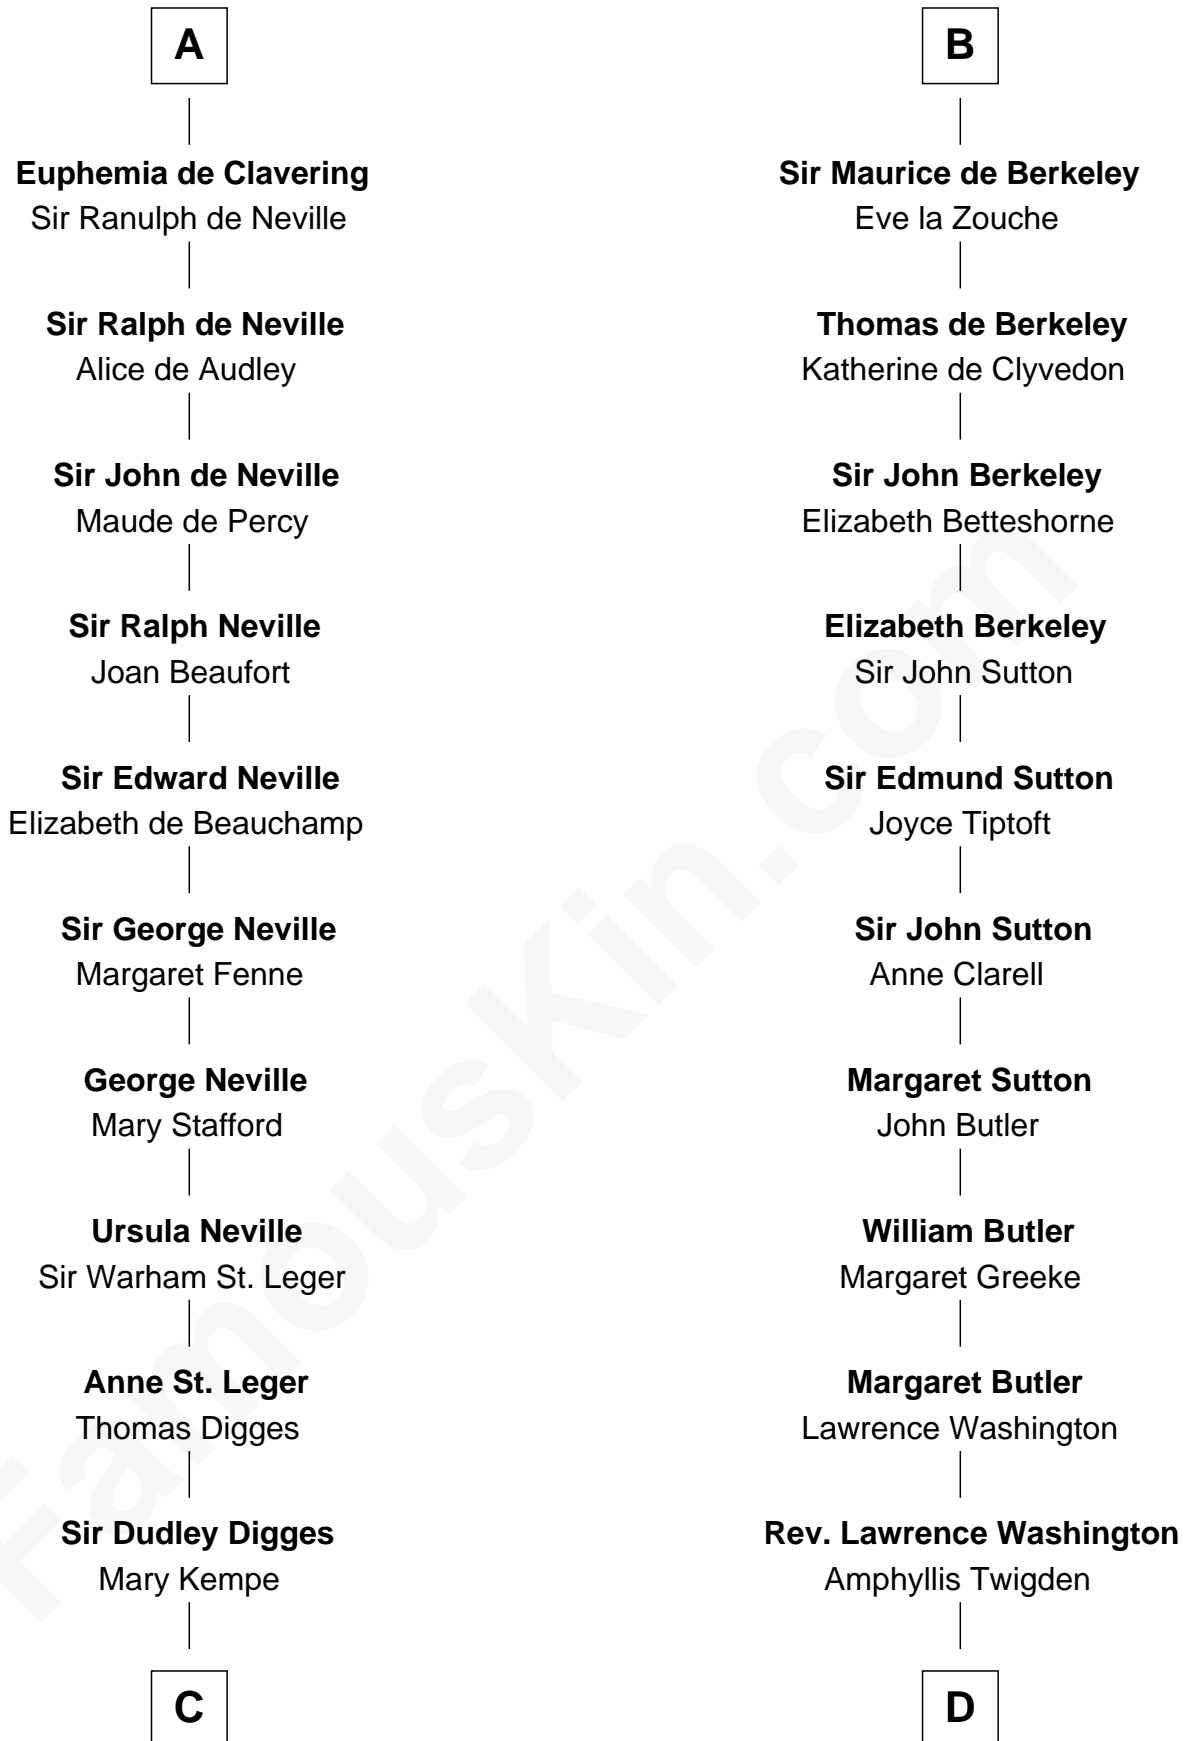 A
Euphemia de Clavering
Sir Ranulph de Neville
Sir Ralph de Neville
Alice de Audley
Sir John de Neville
Maude de Percy
Sir Ralph Neville
Joan Beaufort
Sir Edward Neville
Elizabeth de Beauchamp
Sir George Neville
Margaret Fenne
George Neville
Mary Stafford
Ursula Neville
Sir Warham St. Leger
Anne St. Leger
Thomas Digges
Sir Dudley Digges
Mary Kempe
C
B
Sir Maurice de Berkeley
Eve la Zouche
Thomas de Berkeley
Katherine de Clyvedon
Sir John Berkeley
Elizabeth Betteshorne
Elizabeth Berkeley
Sir John Sutton
Sir Edmund Sutton
Joyce Tiptoft
Sir John Sutton
Anne Clarell
Margaret Sutton
John Butler
William Butler
Margaret Greeke
Margaret Butler
Lawrence Washington
Rev. Lawrence Washington
Amphyllis Twigden
D
FamousKin.com